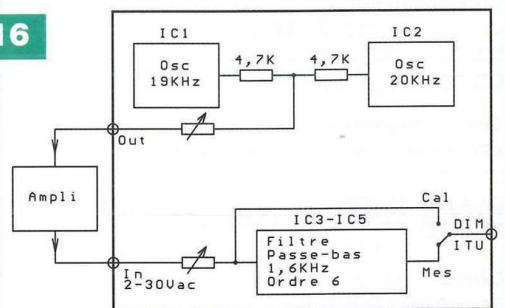 16
IC1
IC2
4,7K
4,7K
Osc
19KHz
Osc
20KHz
Out
Ampli
Cal
IC3-IC5
DIM
Filtre
Passe-bas
1,6KHz
Ordre 6
ITU
In
2-30Vac
Mes